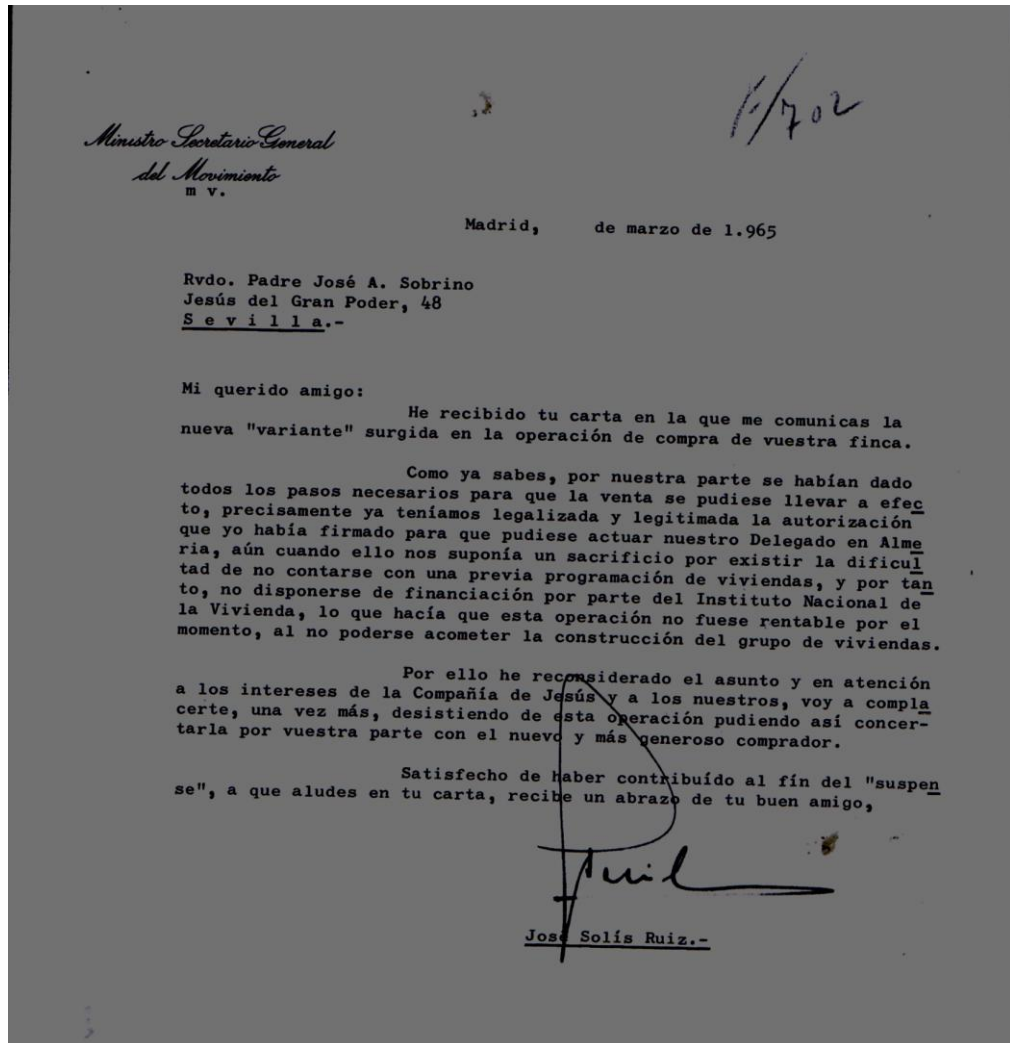 F/702
Ministro Secretario General
del Movimiento
m v.
Madrid,     de marzo de 1.965
Rvdo. Padre José A. Sobrino
Jesús del Gran Poder, 48
S e v i l l a.-
Mi querido amigo:
He recibido tu carta en la que me comunicas la
nueva "variante" surgida en la operación de compra de vuestra finca.
Como ya sabes, por nuestra parte se habían dado
todos los pasos necesarios para que la venta se pudiese llevar a efec
to, precisamente ya teníamos legalizada y legitimada la autorización
que yo había firmado para que pudiese actuar nuestro Delegado en Alme
ria, aún cuando ello nos suponía un sacrificio por existir la dificul
tad de no contarse con una previa programación de viviendas, y por tan
to, no disponerse de financiación por parte del Instituto Nacional de
la Vivienda, lo que hacía que esta operación no fuese rentable por el
momento, al no poderse acometer la construcción del grupo de viviendas.
Por ello he reconsiderado el asunto y en atención
a los intereses de la Compañía de Jesús y a los nuestros, voy a compla
certe, una vez más, desistiendo de esta operación pudiendo así concer-
tarla por vuestra parte con el nuevo y más generoso comprador.
Satisfecho de haber contribuído al fín del "suspen
se", a que aludes en tu carta, recibe un abrazo de tu buen amigo,
José Solís Ruiz.-